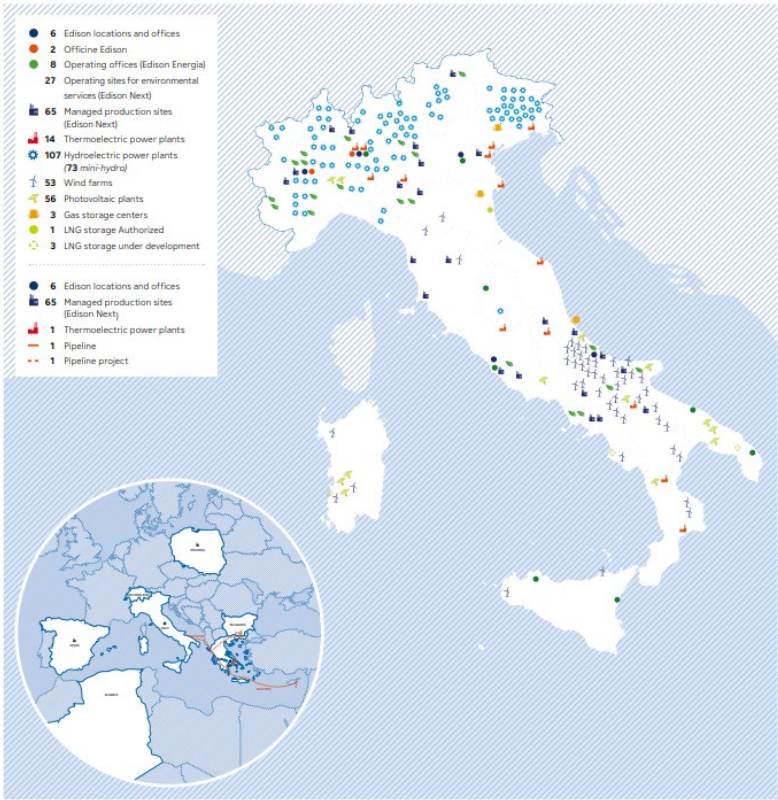 6 Edison locations and offices
2 Officine Edison
8 Operating offices (Edison Energia)
27 Operating sites for environmental
services (Edison Next)
65 Managed production sites
(Edison Next)
14 Thermoelectric power plants
107 Hydroelectric power plants
(73 mini-hydro)
53 Wind farms
56 Photovoltaic plants
3 Gas storage centers
1 LNG storage Authorized
3 LNG storage under development
6 Edison locations and offices
65 Managed production sites
(Edison Next)
1 Thermoelectric power plants
1 Pipeline
1 Pipeline project